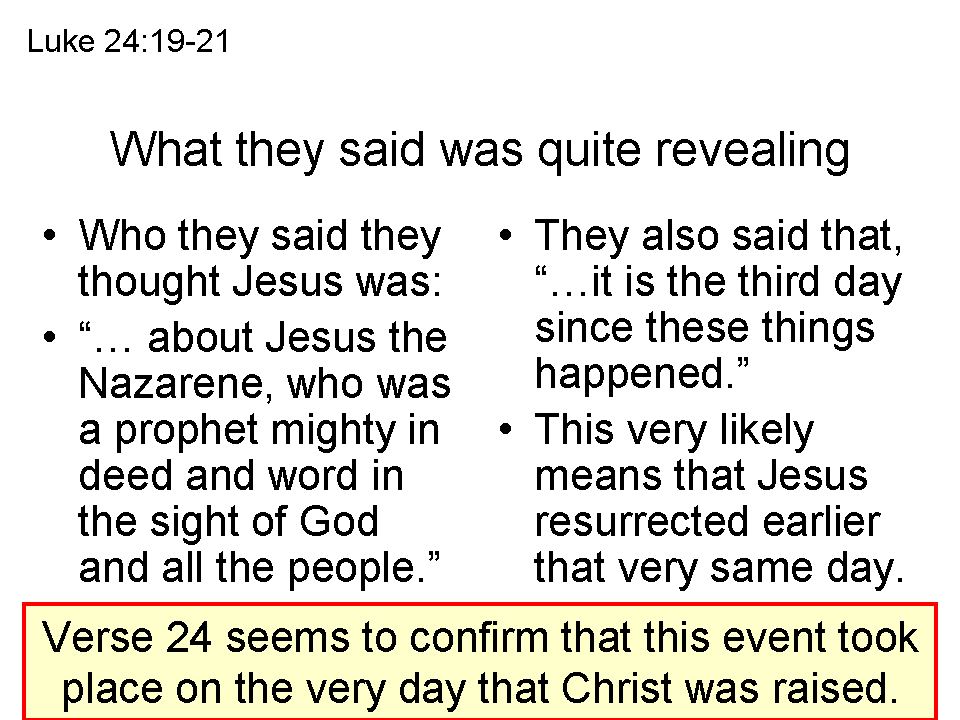 Luke 24:19-21
What they said was quite revealing
• Who they said they
thought Jesus was:
• “… about Jesus the
Nazarene, who was
a prophet mighty in
deed and word in
the sight of God
and all the people.”
• They also said that,
“…it is the third day
since these things
happened.”
• This very likely
means that Jesus
resurrected earlier
that very same day.
Verse 24 seems to confirm that this event took
place on the very day that Christ was raised.